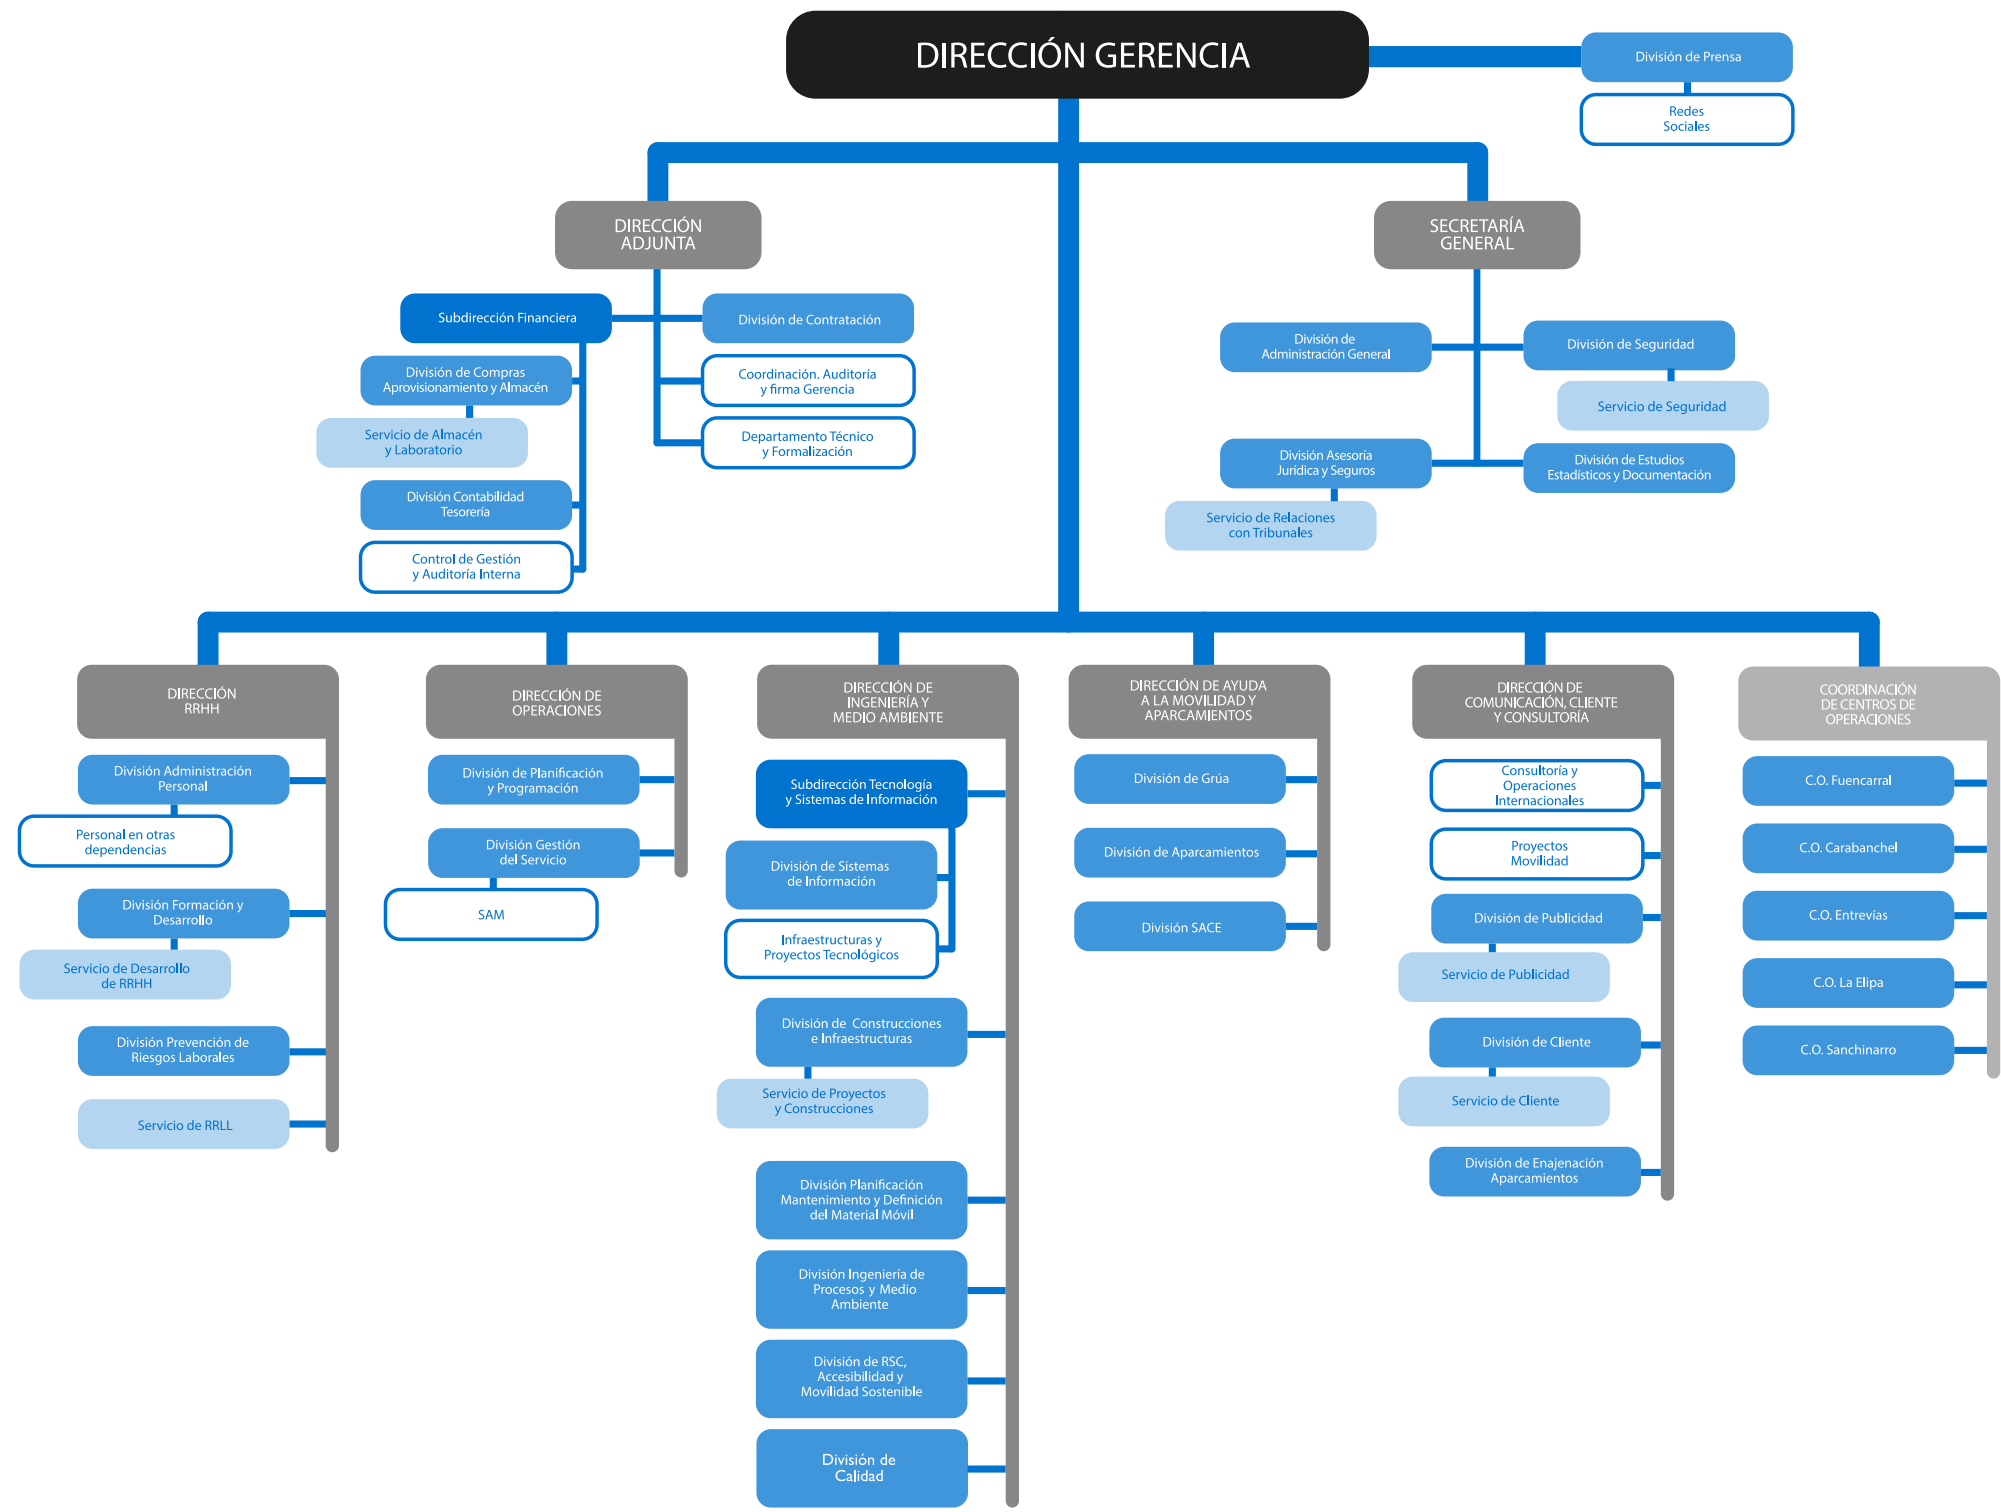 DIRECCIÓN GERENCIA
División de Prensa
Redes
Sociales
DIRECCIÓN
ADJUNTA
SECRETARÍA
GENERAL
Subdirección Financiera
División de Contratación
División de Compras
Aprovisionamiento y Almacén
Coordinación. Auditoría
y firma Gerencia
Servicio de Almacén
y Laboratorio
Departamento Técnico
y Formalización
División Contabilidad
Tesorería
Control de Gestión
y Auditoría Interna
División de
Administración General
División de Seguridad
Servicio de Seguridad
División Asesoría
Jurídica y Seguros
División de Estudios
Estadísticos y Documentación
Servicio de Relaciones
con Tribunales
DIRECCIÓN
RRHH
División Administración
Personal
Personal en otras
dependencias
División Formación y
Desarrollo
Servicio de Desarrollo
de RRHH
División Prevención de
Riesgos Laborales
Servicio de RRLL
DIRECCIÓN DE
OPERACIONES
División de Planificación
y Programación
División Gestión
del Servicio
SAM
DIRECCIÓN DE
INGENIERÍA Y
MEDIO AMBIENTE
Subdirección Tecnología
y Sistemas de Información
División de Sistemas
de Información
Infraestructuras y
Proyectos Tecnológicos
División de Construcciones
e Infraestructuras
Servicio de Proyectos
y Construcciones
División Planificación
Mantenimiento y Definición
del Material Móvil
División Ingeniería de
Procesos y Medio
Ambiente
División de RSC,
Accesibilidad y
Movilidad Sostenible
División de
Calidad
DIRECCIÓN DE AYUDA
A LA MOVILIDAD Y
APARCAMIENTOS
División de Grúa
División de Aparcamientos
División SACE
DIRECCIÓN DE
COMUNICACIÓN, CLIENTE
Y CONSULTORÍA
Consultoría y
Operaciones
Internacionales
Proyectos
Movilidad
División de Publicidad
Servicio de Publicidad
División de Cliente
Servicio de Cliente
División de Enajenación
Aparcamientos
COORDINACIÓN
DE CENTROS DE
OPERACIONES
C.O. Fuencarral
C.O. Carabanchel
C.O. Entrevías
C.O. La Elipa
C.O. Sanchinarro